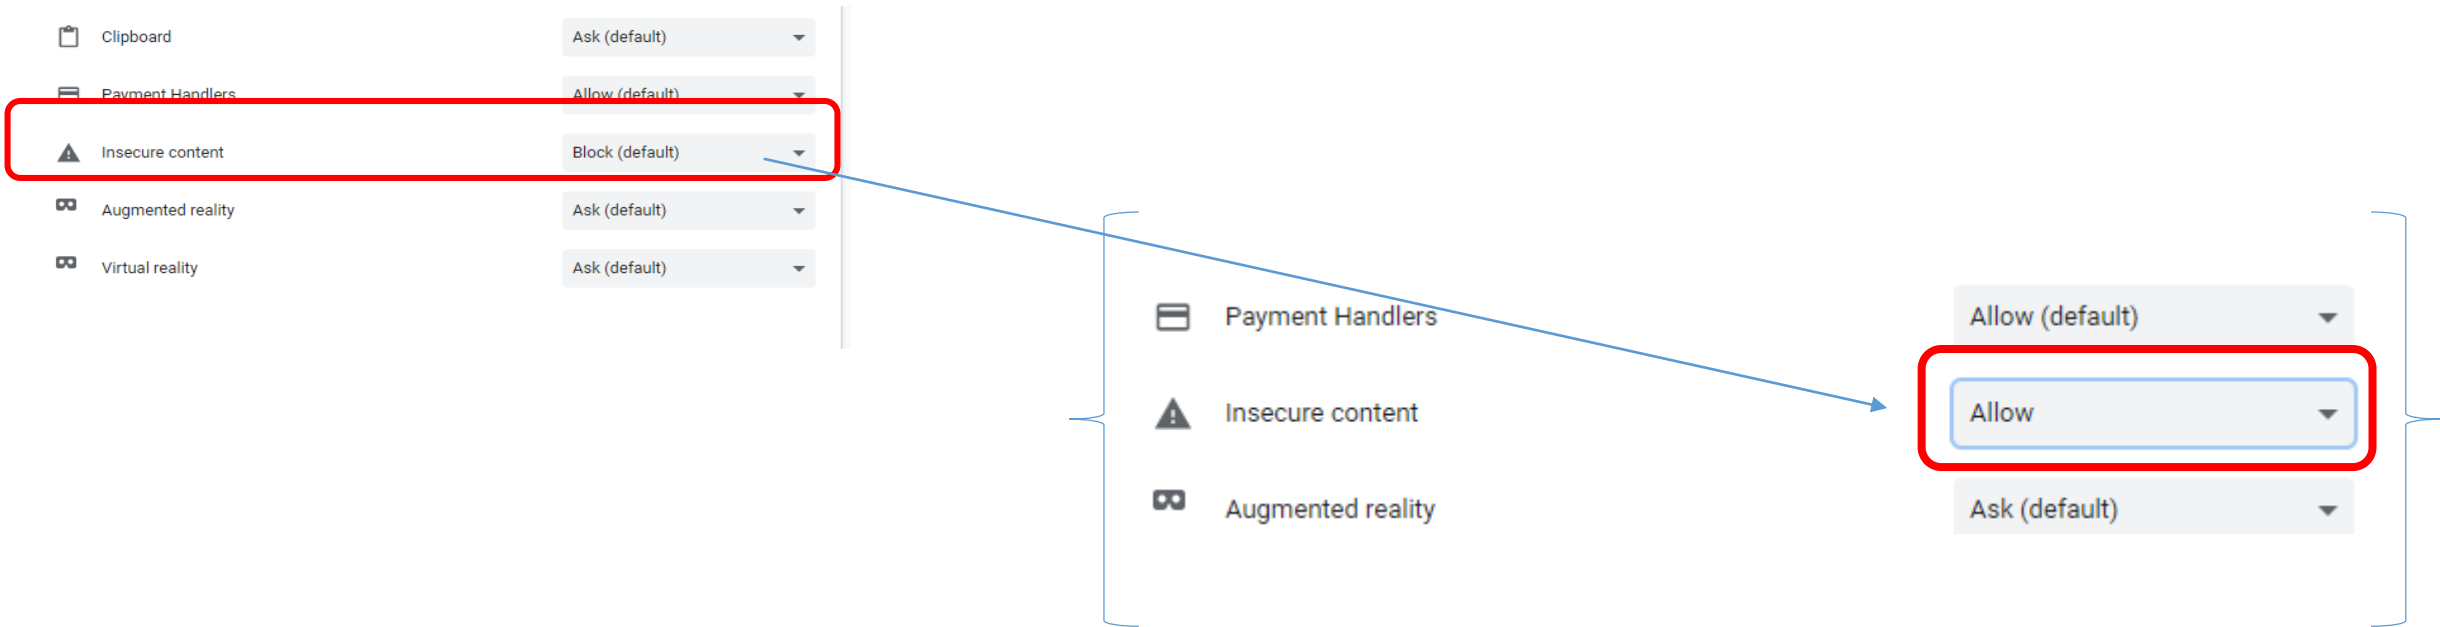 Clipboard Ask (default)
Payment Handlers Allow (default)
Insecure content Block (default)
Augmented reality Ask (default)
Virtual reality Ask (default)
Payment Handlers Allow (default)
Insecure content Allow
Augmented reality Ask (default)